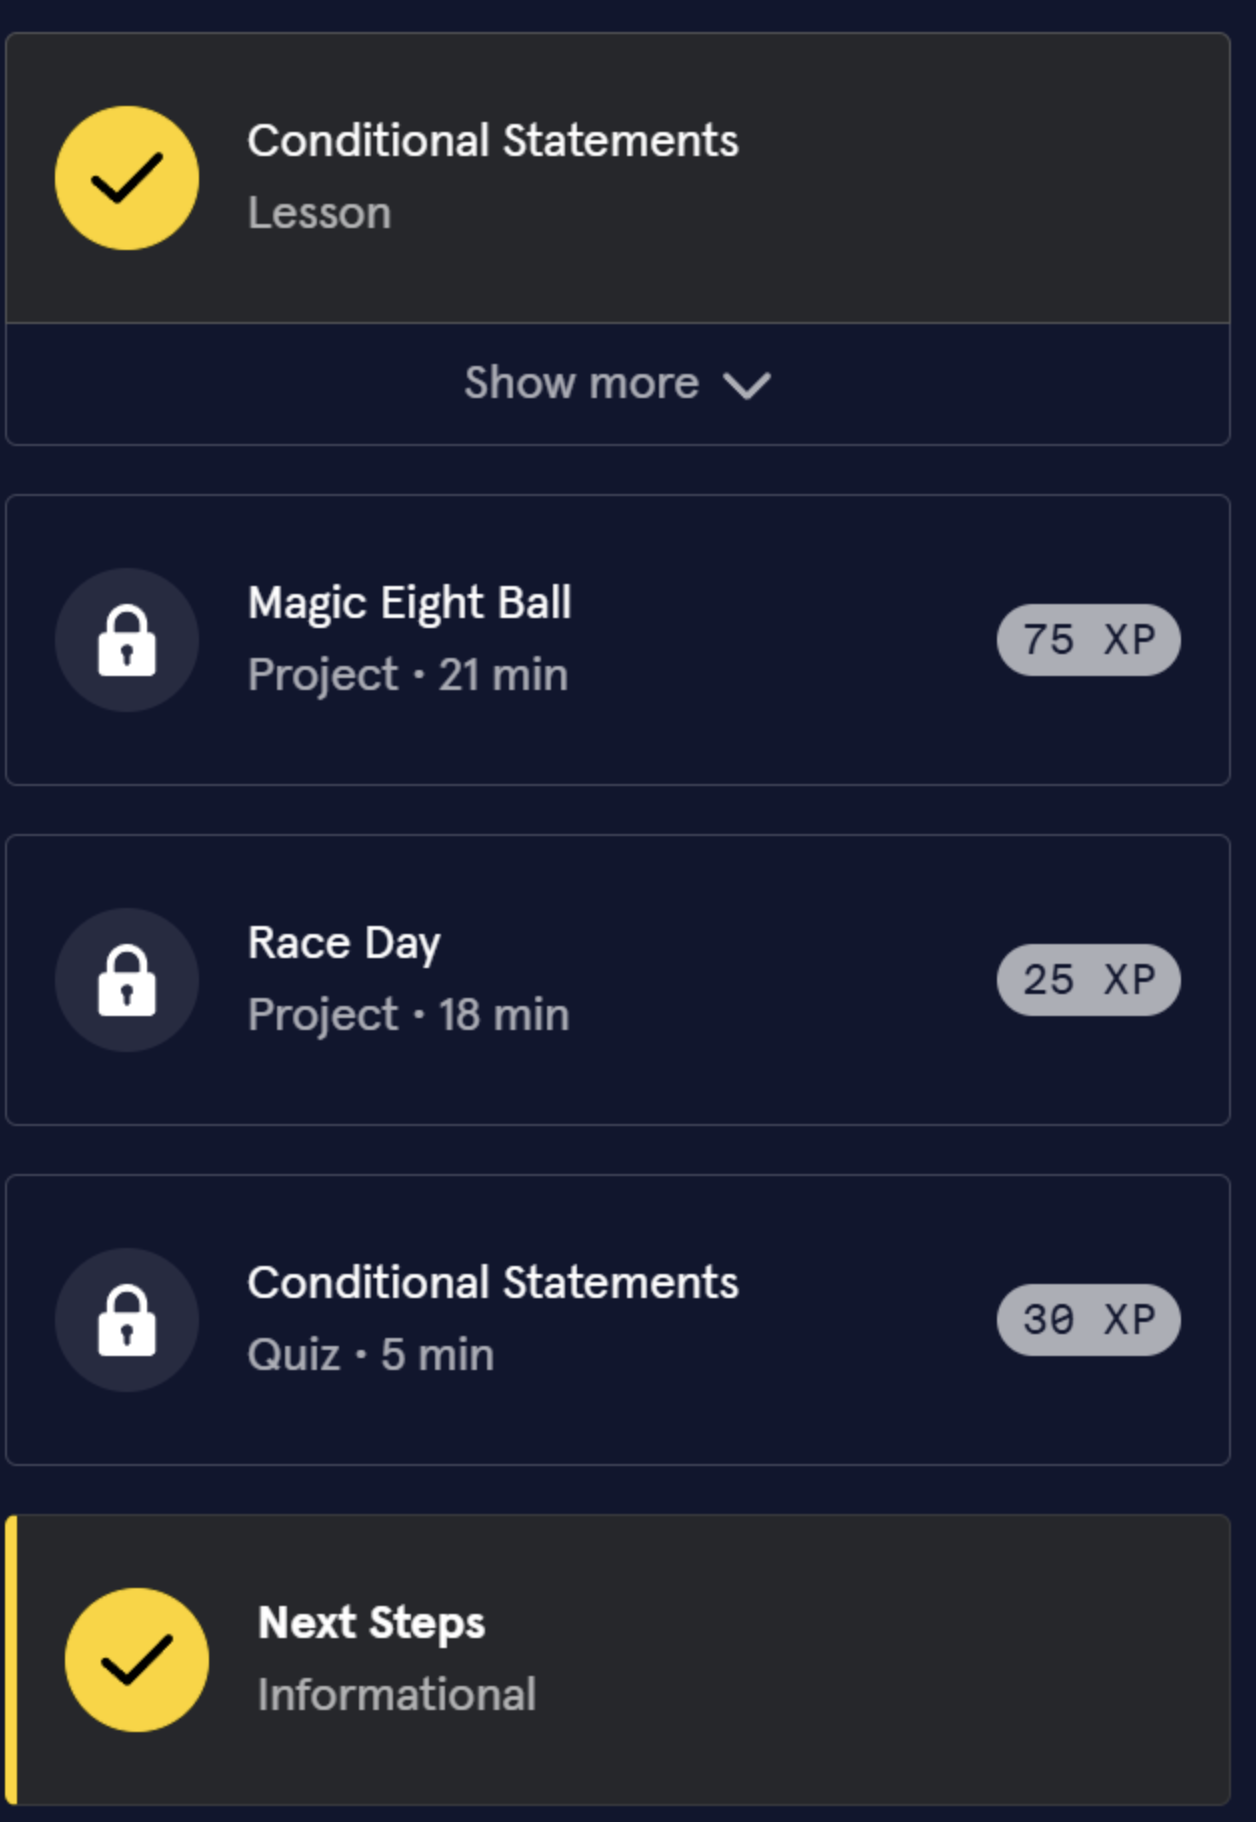 Conditional Statements
Lesson
Show more
Magic Eight Ball
Project • 21 min
75 XP
Race Day
Project • 18 min
25 XP
Conditional Statements
Quiz • 5 min
30 XP
Next Steps
Informational